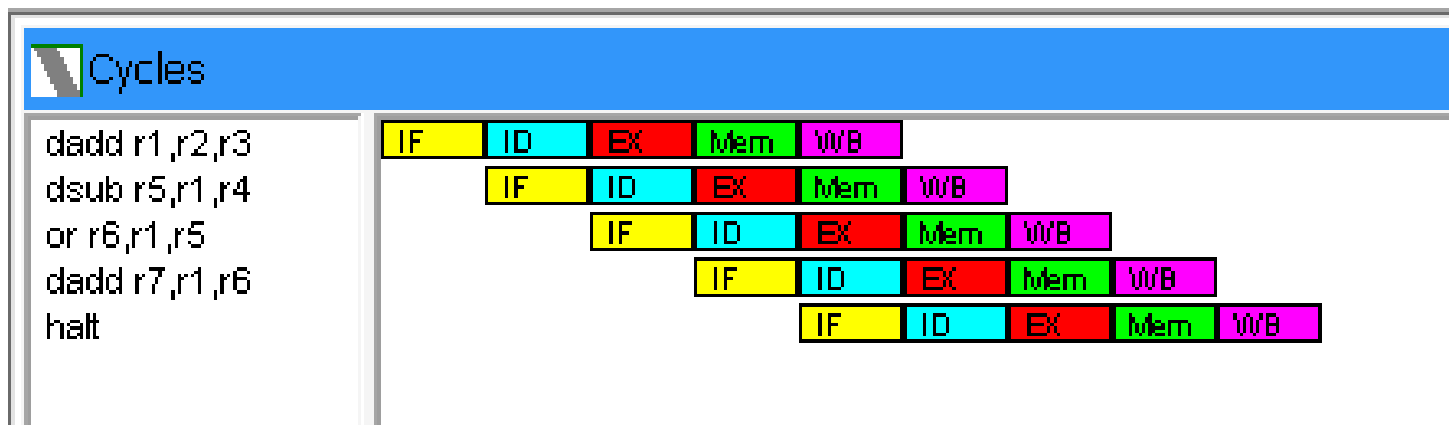 Cycles
dadd r1,r2,r3 IF ID EX Mem WB
dsub r5,r1,r4 IF ID EX Mem WB
or r6,r1,r5 IF ID EX Mem WB
dadd r7,r1,r6 IF ID EX Mem WB
halt IF ID EX Mem WB